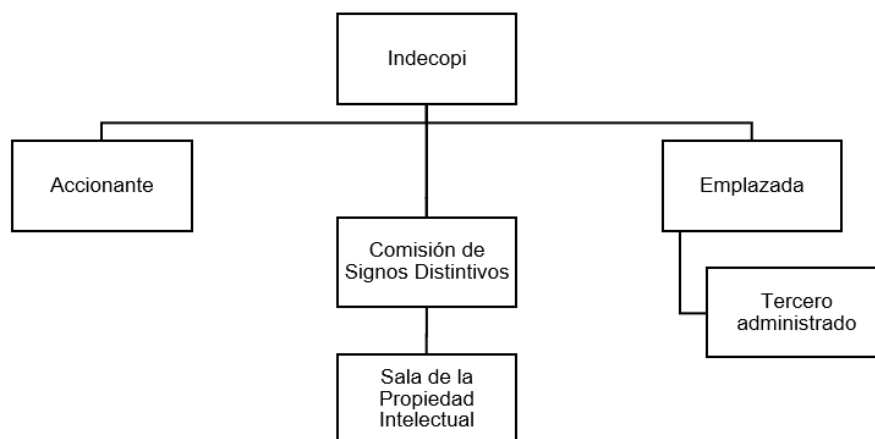 Indecopi
Accionante
Emplazada
Comisión de
Signos Distintivos
Tercero
administrado
Sala de la
Propiedad
Intelectual